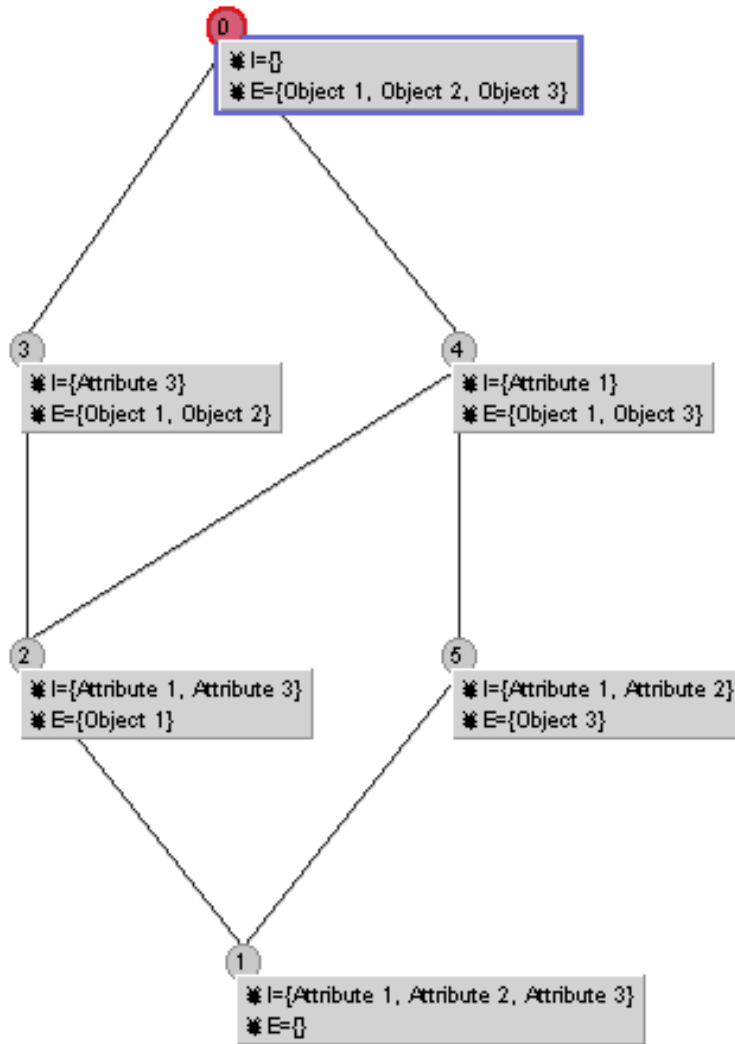 0
I={}
E={Object 1, Object 2, Object 3}
3
I={Attribute 3}
E={Object 1, Object 2}
4
I={Attribute 1}
E={Object 1, Object 3}
2
I={Attribute 1, Attribute 3}
E={Object 1}
5
I={Attribute 1, Attribute 2}
E={Object 3}
1
I={Attribute 1, Attribute 2, Attribute 3}
E={}